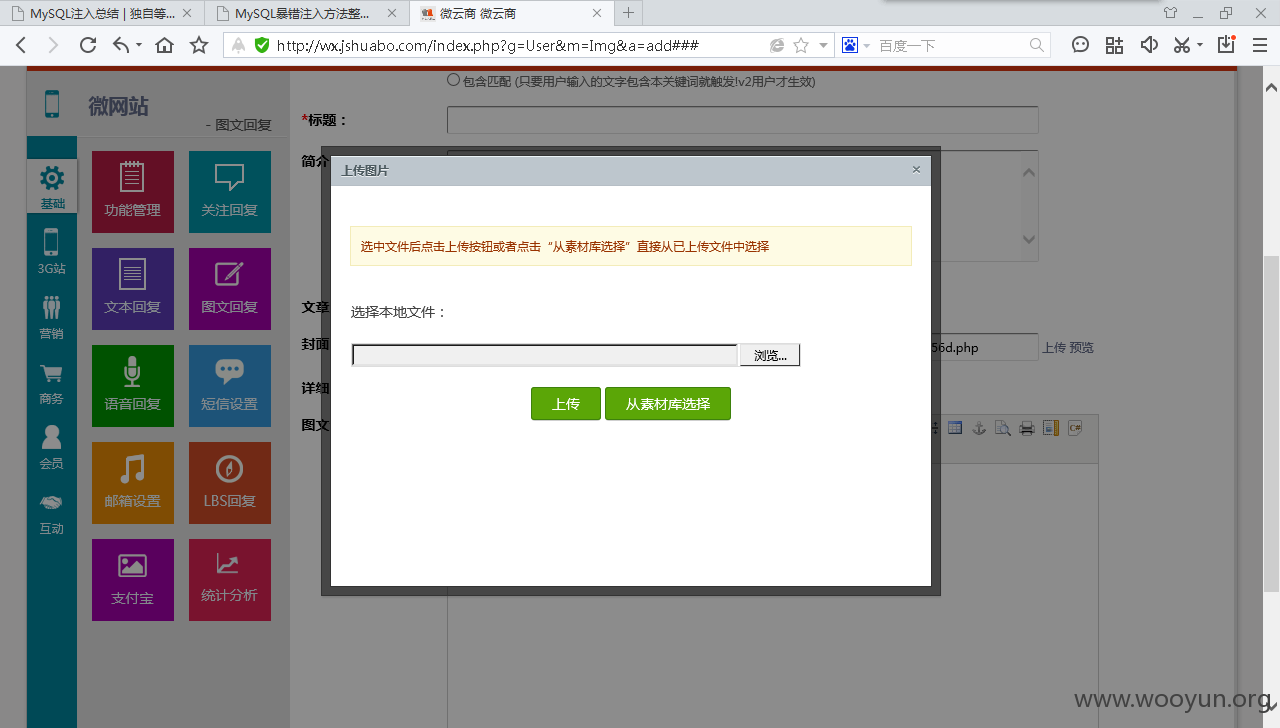 MySQL注入总结 | 独自等...
MySQL暴错注入方法整...
微云商 微云商
http://wx.jshuabo.com/index.php?g=User&m=Img&a=add###
百度一下
包含匹配 (只要用户输入的文字包含本关键词就触发!v2用户才生效)
微网站
- 图文回复
*标题：
简介
上传图片
选中文件后点击上传按钮或者点击“从素材库选择”直接从已上传文件中选择
选择本地文件：
浏览...
上传
从素材库选择
文章
封面
56d.php
上传 预览
详细
图文
基础
3G站
营销
商务
会员
互动
功能管理
关注回复
文本回复
图文回复
语音回复
短信设置
邮箱设置
LBS回复
支付宝
统计分析
www.wooyun.org